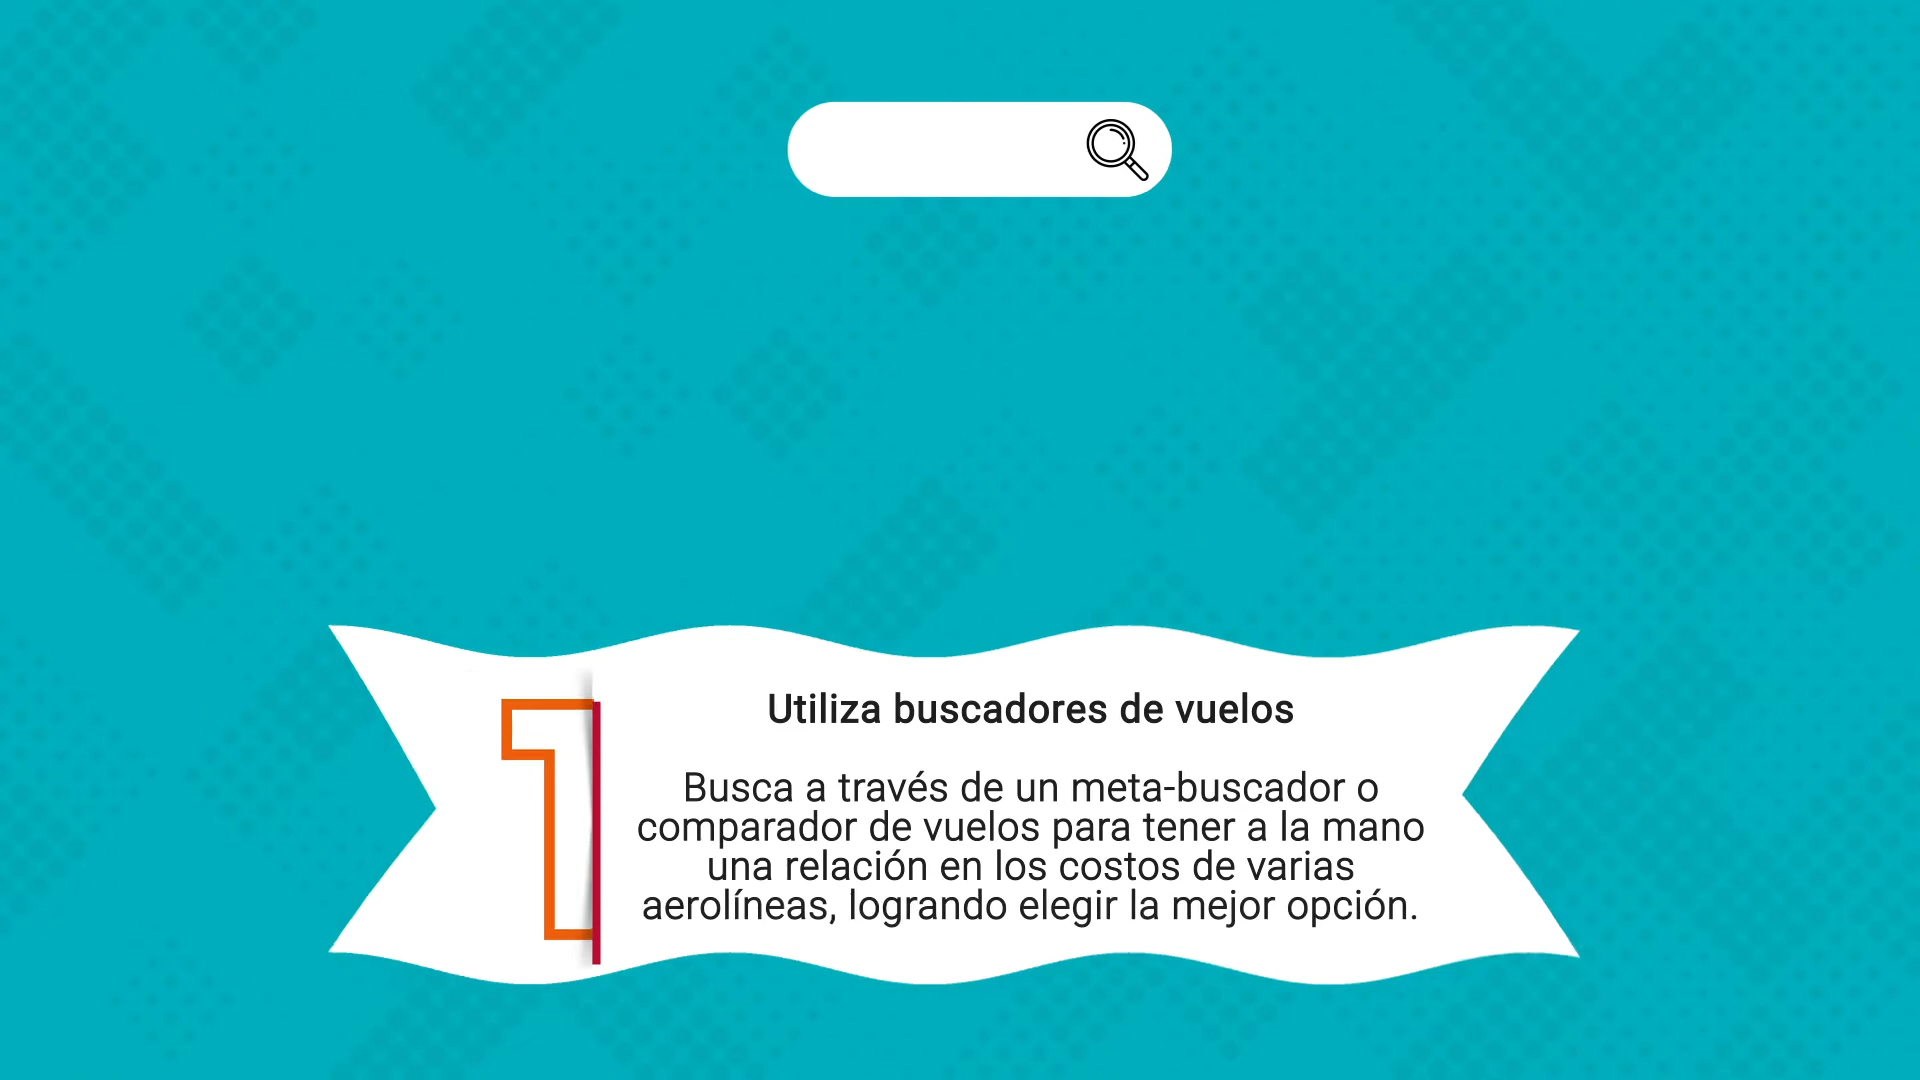 1
Utiliza buscadores de vuelos
Busca a través de un meta-buscador o
comparador de vuelos para tener a la mano
una relación en los costos de varias
aerolíneas, logrando elegir la mejor opción.